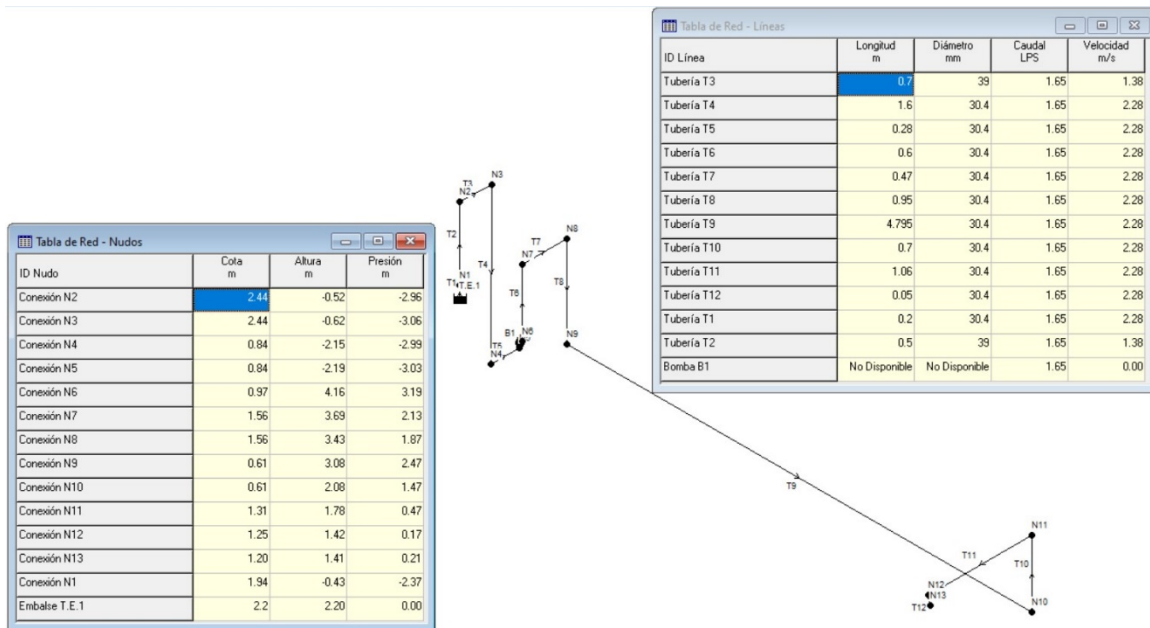 Tabla de Red - Líneas
ID Línea Longitud m Diámetro mm Caudal LPS Velocidad m/s
Tubería T3 0.7 39 1.65 1.38
Tubería T4 1.6 30.4 1.65 2.28
Tubería T5 0.28 30.4 1.65 2.28
Tubería T6 0.6 30.4 1.65 2.28
Tubería T7 0.47 30.4 1.65 2.28
Tubería T8 0.95 30.4 1.65 2.28
Tubería T9 4.795 30.4 1.65 2.28
Tubería T10 0.7 30.4 1.65 2.28
Tubería T11 1.06 30.4 1.65 2.28
Tubería T12 0.05 30.4 1.65 2.28
Tubería T1 0.2 30.4 1.65 2.28
Tubería T2 0.5 39 1.65 1.38
Bomba B1 No Disponible No Disponible 1.65 0.00
Tabla de Red - Nudos
ID Nudo Cota m Altura m Presión m
Conexión N2 2.44 -0.52 -2.96
Conexión N3 2.44 -0.62 -3.06
Conexión N4 0.84 -2.15 -2.99
Conexión N5 0.84 -2.19 -3.03
Conexión N6 0.97 4.16 3.19
Conexión N7 1.56 3.69 2.13
Conexión N8 1.56 3.43 1.87
Conexión N9 0.61 3.08 2.47
Conexión N10 0.61 2.08 1.47
Conexión N11 1.31 1.78 0.47
Conexión N12 1.25 1.42 0.17
Conexión N13 1.20 1.41 0.21
Conexión N1 1.94 -0.43 -2.37
Embalse T.E.1 2.2 2.20 0.00
N3
T3
N2
T2
N1
T1
T.E.1
T4
T5
N4
B1
N6
T6
N7
T7
N8
T8
N9
T9
N11
T11
T10
N12
N13
T12
N10